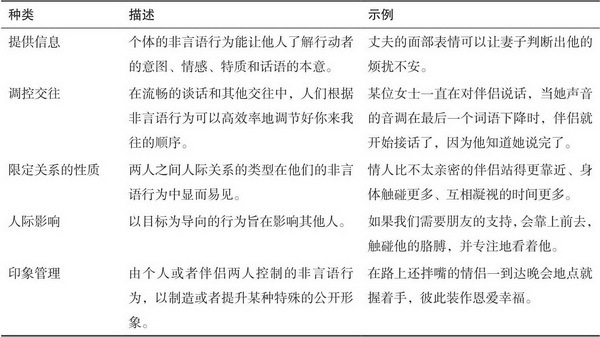 种类 描述 示例
提供信息 个体的非言语行为能让他人了解行动者 丈夫的面部表情可以让妻子判断出他的
的意图、情感、特质和话语的本意。 烦扰不安。
调控交往 在流畅的谈话和其他交往中，人们根据 某位女士一直在对伴侣说话，当她声音
非言语行为可以高效率地调节好你来我 的音调在最后一个词语下降时，伴侣就
往的顺序。 开始接话了，因为他知道她说完了。
限定关系的性质 两人之间人际关系的类型在他们的非言 情人比不太亲密的伴侣站得更靠近、身
语行为中显而易见。 体触碰更多、互相凝视的时间更多。
人际影响 以目标为导向的行为旨在影响其他人。 如果我们需要朋友的支持，会靠上前去，
触碰他的胳膊，并专注地看着他。
印象管理 由个人或者伴侣两人控制的非言语行 在路上还拌嘴的情侣一到达晚会地点就
为，以制造或者提升某种特殊的公开形 握着手，彼此装作恩爱幸福。
象。